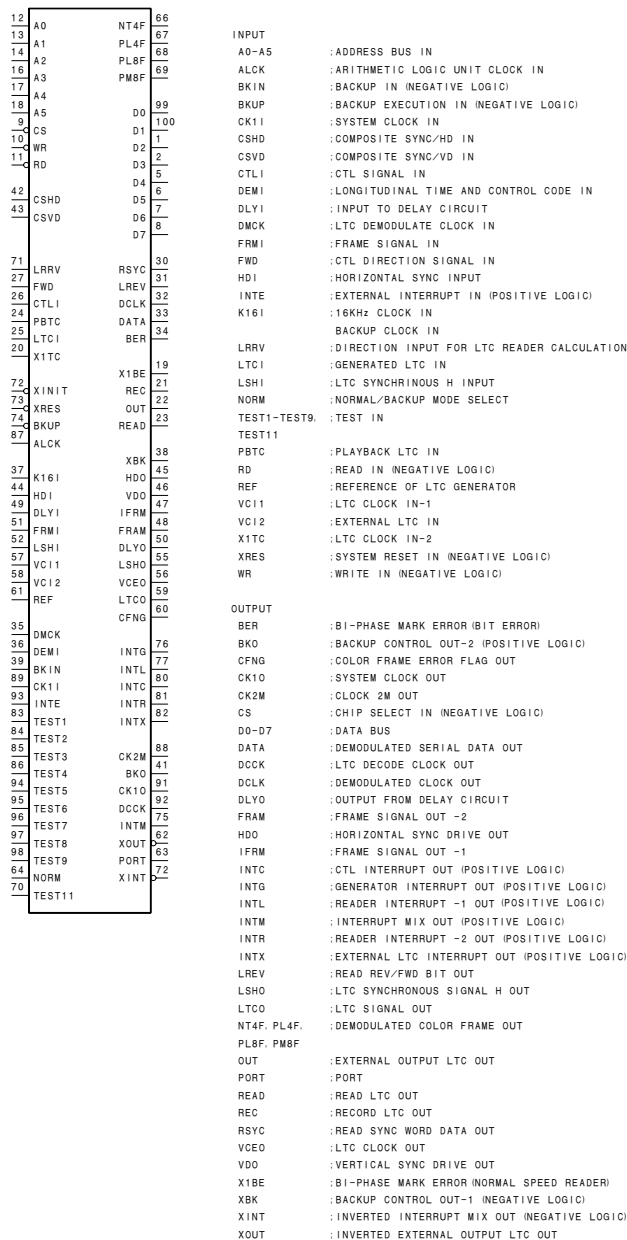 12 A0 NT4F 66
13 A1 PL4F 67
14 A2 PL8F 68
16 A3 PM8F 69
17 A4
18 A5 D0 99
9 CS D1 100
10 WR D2 1
11 RD D3 2
D4 5
42 CSHD D5 6
43 CSVD D6 7
D7 8
71 LRRV RSYC 30
27 FWD LREV 31
26 CTLI DCLK 32
24 PBTC DATA 33
25 LTCI BER 34
20 X1TC
X1BE 19
72 XINIT REC 21
73 XRES OUT 22
74 BKUP READ 23
87 ALCK
XBK 38
37 K16I HDO 45
44 HDI VDO 46
49 DLYI IFRM 47
51 FRMI FRAM 48
52 LSHI DLYO 50
57 VCI1 LSHO 55
58 VCI2 VCEO 56
61 REF LTCO 59
CFNG 60
35 DMCK
36 DEMI INTG 76
39 BKIN INTL 77
89 CK1I INTC 80
93 INTE INTR 81
83 TEST1 INTX 82
84 TEST2
85 TEST3 CK2M 88
86 TEST4 BKO 41
94 TEST5 CK1O 91
95 TEST6 DCCK 92
96 TEST7 INTM 75
97 TEST8 XOUT 62
98 TEST9 PORT 63
64 NORM XINT 72
70 TEST11
INPUT
A0-A5 ;ADDRESS BUS IN
ALCK ;ARITHMETIC LOGIC UNIT CLOCK IN
BKIN ;BACKUP IN (NEGATIVE LOGIC)
BKUP ;BACKUP EXECUTION IN (NEGATIVE LOGIC)
CK1I ;SYSTEM CLOCK IN
CSHD ;COMPOSITE SYNC/HD IN
CSVD ;COMPOSITE SYNC/VD IN
CTLI ;CTL SIGNAL IN
DEMI ;LONGITUDINAL TIME AND CONTROL CODE IN
DLYI ;INPUT TO DELAY CIRCUIT
DMCK ;LTC DEMODULATE CLOCK IN
FRMI ;FRAME SIGNAL IN
FWD ;CTL DIRECTION SIGNAL IN
HDI ;HORIZONTAL SYNC INPUT
INTE ;EXTERNAL INTERRUPT IN (POSITIVE LOGIC)
K16I ;16KHz CLOCK IN
BACKUP CLOCK IN
LRRV ;DIRECTION INPUT FOR LTC READER CALCULATION
LTCI ;GENERATED LTC IN
LSHI ;LTC SYNCHRINOUS H INPUT
NORM ;NORMAL/BACKUP MODE SELECT
TEST1-TEST9, ;TEST IN
TEST11
PBTC ;PLAYBACK LTC IN
RD ;READ IN (NEGATIVE LOGIC)
REF ;REFERENCE OF LTC GENERATOR
VCI1 ;LTC CLOCK IN-1
VCI2 ;EXTERNAL LTC IN
X1TC ;LTC CLOCK IN-2
XRES ;SYSTEM RESET IN (NEGATIVE LOGIC)
WR ;WRITE IN (NEGATIVE LOGIC)
OUTPUT
BER ;BI-PHASE MARK ERROR (BIT ERROR)
BKO ;BACKUP CONTROL OUT-2 (POSITIVE LOGIC)
CFNG ;COLOR FRAME ERROR FLAG OUT
CK1O ;SYSTEM CLOCK OUT
CK2M ;CLOCK 2M OUT
CS ;CHIP SELECT IN (NEGATIVE LOGIC)
D0-D7 ;DATA BUS
DATA ;DEMODULATED SERIAL DATA OUT
DCCK ;LTC DECODE CLOCK OUT
DCLK ;DEMODULATED CLOCK OUT
DLYO ;OUTPUT FROM DELAY CIRCUIT
FRAM ;FRAME SIGNAL OUT -2
HDO ;HORIZONTAL SYNC DRIVE OUT
IFRM ;FRAME SIGNAL OUT -1
INTC ;CTL INTERRUPT OUT (POSITIVE LOGIC)
INTG ;GENERATOR INTERRUPT OUT (POSITIVE LOGIC)
INTL ;READER INTERRUPT -1 OUT (POSITIVE LOGIC)
INTM ;INTERRUPT MIX OUT (POSITIVE LOGIC)
INTR ;READER INTERRUPT -2 OUT (POSITIVE LOGIC)
INTX ;EXTERNAL LTC INTERRUPT OUT (POSITIVE LOGIC)
LREV ;READ REV/FWD BIT OUT
LSHO ;LTC SYNCHRONOUS SIGNAL H OUT
LTCO ;LTC SIGNAL OUT
NT4F, PL4F, ;DEMODULATED COLOR FRAME OUT
PL8F, PM8F
OUT ;EXTERNAL OUTPUT LTC OUT
PORT ;PORT
READ ;READ LTC OUT
REC ;RECORD LTC OUT
RSYC ;READ SYNC WORD DATA OUT
VCEO ;LTC CLOCK OUT
VDO ;VERTICAL SYNC DRIVE OUT
X1BE ;BI-PHASE MARK ERROR (NORMAL SPEED READER)
XBK ;BACKUP CONTROL OUT-1 (NEGATIVE LOGIC)
XINT ;INVERTED INTERRUPT MIX OUT (NEGATIVE LOGIC)
XOUT ;INVERTED EXTERNAL OUTPUT LTC OUT